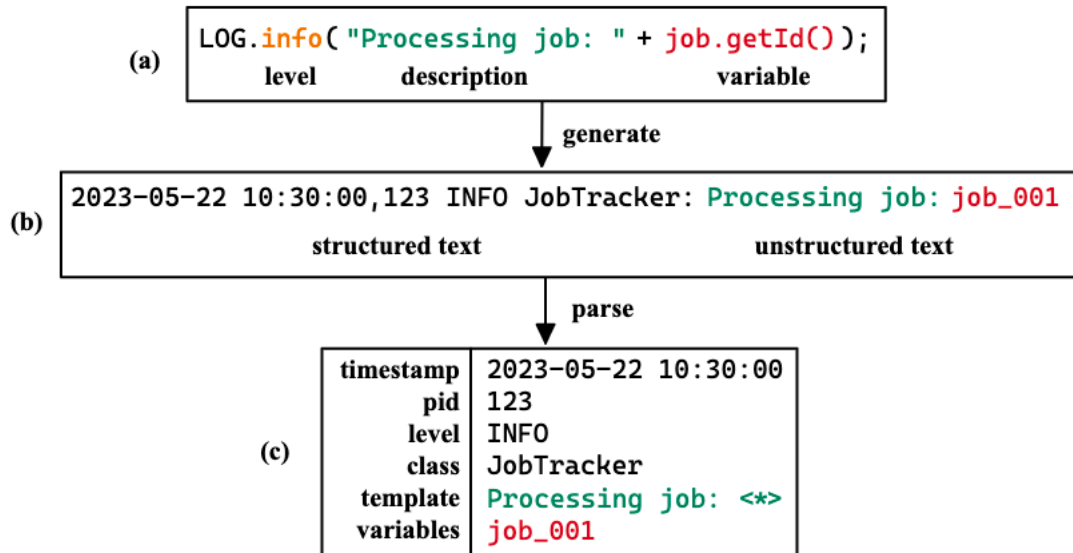 (a)
LOG.info("Processing job: " + job.getId());
level description variable
generate
(b)
2023-05-22 10:30:00,123 INFO JobTracker: Processing job: job_001
structured text unstructured text
parse
(c)
timestamp 2023-05-22 10:30:00
pid 123
level INFO
class JobTracker
template Processing job: <*>
variables job_001